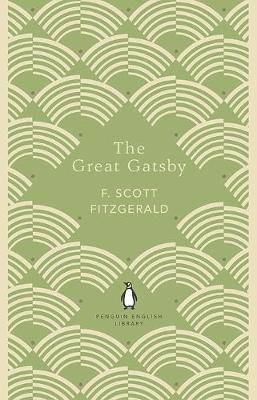 The
Great Gatsby
F. SCOTT
FITZGERALD
PENGUIN ENGLISH
LIBRARY